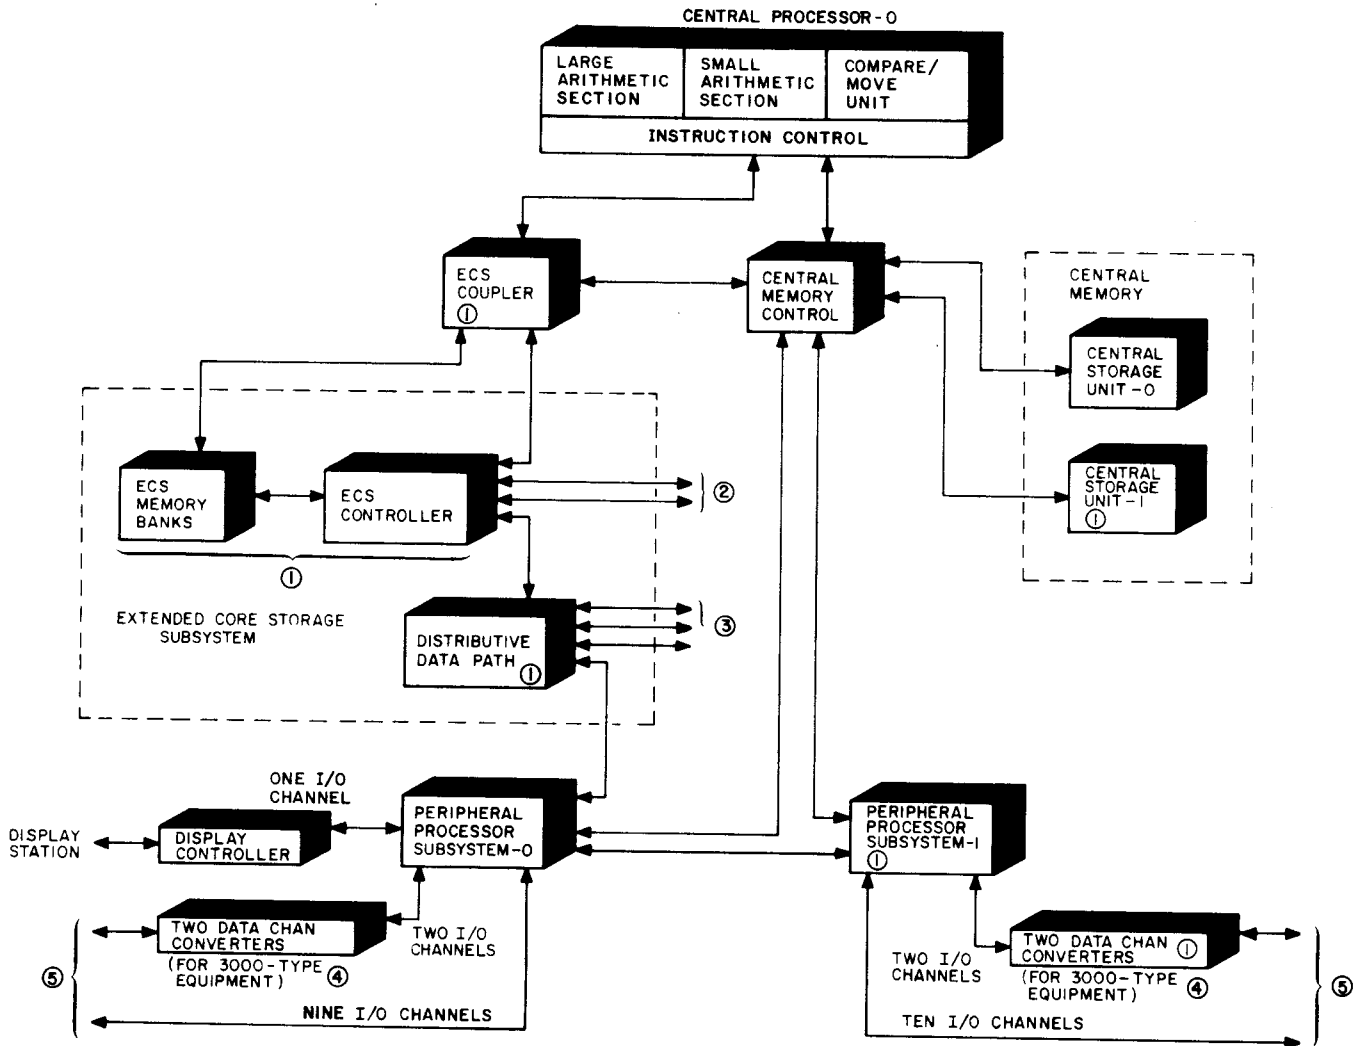 CENTRAL PROCESSOR-0
LARGE
ARITHMETIC
SECTION
SMALL
ARITHMETIC
SECTION
COMPARE/
MOVE
UNIT
INSTRUCTION CONTROL
ECS
COUPLER
①
CENTRAL
MEMORY
CONTROL
CENTRAL
MEMORY
CENTRAL
STORAGE
UNIT-0
CENTRAL
STORAGE
UNIT-1
①
ECS
MEMORY
BANKS
ECS
CONTROLLER
②
①
EXTENDED CORE STORAGE
SUBSYSTEM
DISTRIBUTIVE
DATA PATH
①
③
ONE I/O
CHANNEL
DISPLAY
STATION
DISPLAY
CONTROLLER
PERIPHERAL
PROCESSOR
SUBSYSTEM-0
PERIPHERAL
PROCESSOR
SUBSYSTEM-1
①
TWO DATA CHAN
CONVERTERS
(FOR 3000-TYPE
EQUIPMENT) ④
TWO I/O
CHANNELS
⑤
NINE I/O CHANNELS
TWO I/O
CHANNELS
TWO DATA CHAN
CONVERTERS
①
(FOR 3000-TYPE
EQUIPMENT) ④
⑤
TEN I/O CHANNELS